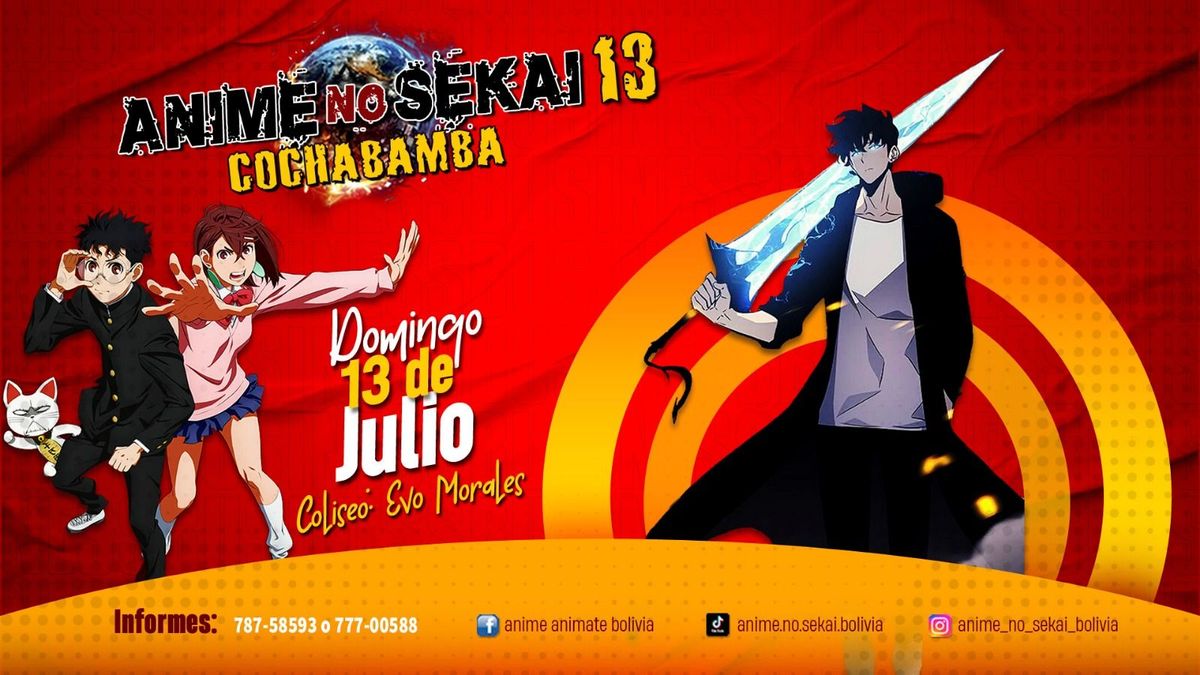 ANIME NO SEKAI 13
COCHABAMBA
Domingo
13 de
Julio
Coliseo: Evo Morales
Informes: 787-58593 o 777-00588
anime animate bolivia
anime.no.sekai.bolivia
anime_no_sekai_bolivia